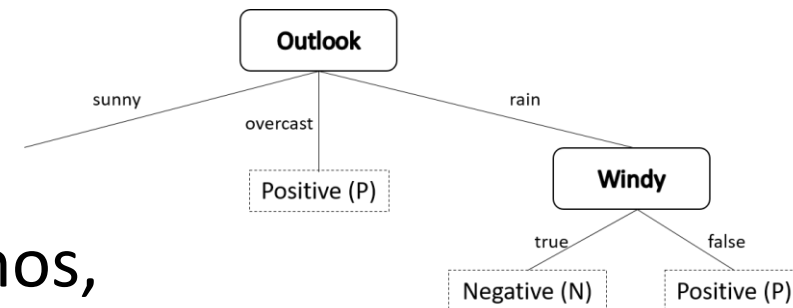 Outlook
sunny
overcast
rain
Positive (P)
Windy
true
false
Negative (N)
Positive (P)